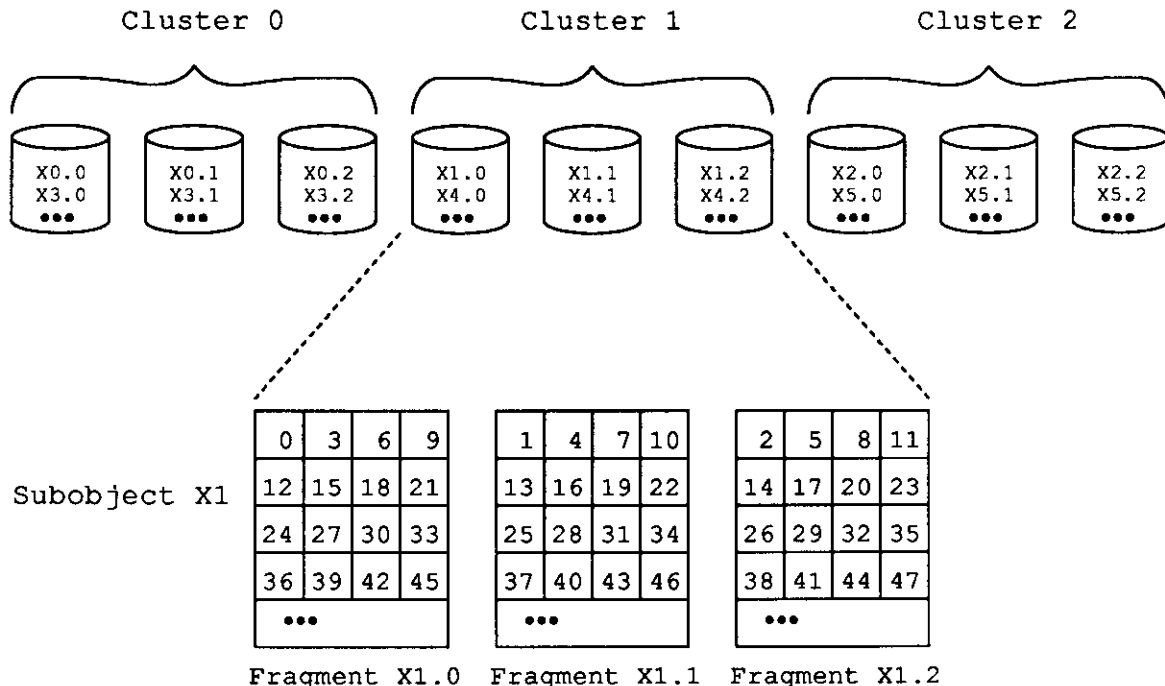 Cluster 0 Cluster 1 Cluster 2
X0.0 X0.1 X0.2 X1.0 X1.1 X1.2 X2.0 X2.1 X2.2
X3.0 X3.1 X3.2 X4.0 X4.1 X4.2 X5.0 X5.1 X5.2
••• ••• ••• ••• ••• ••• ••• ••• •••
0 3 6 9 1 4 7 10 2 5 8 11
Subobject X1 12 15 18 21 13 16 19 22 14 17 20 23
24 27 30 33 25 28 31 34 26 29 32 35
36 39 42 45 37 40 43 46 38 41 44 47
••• ••• •••
Fragment X1.0 Fragment X1.1 Fragment X1.2